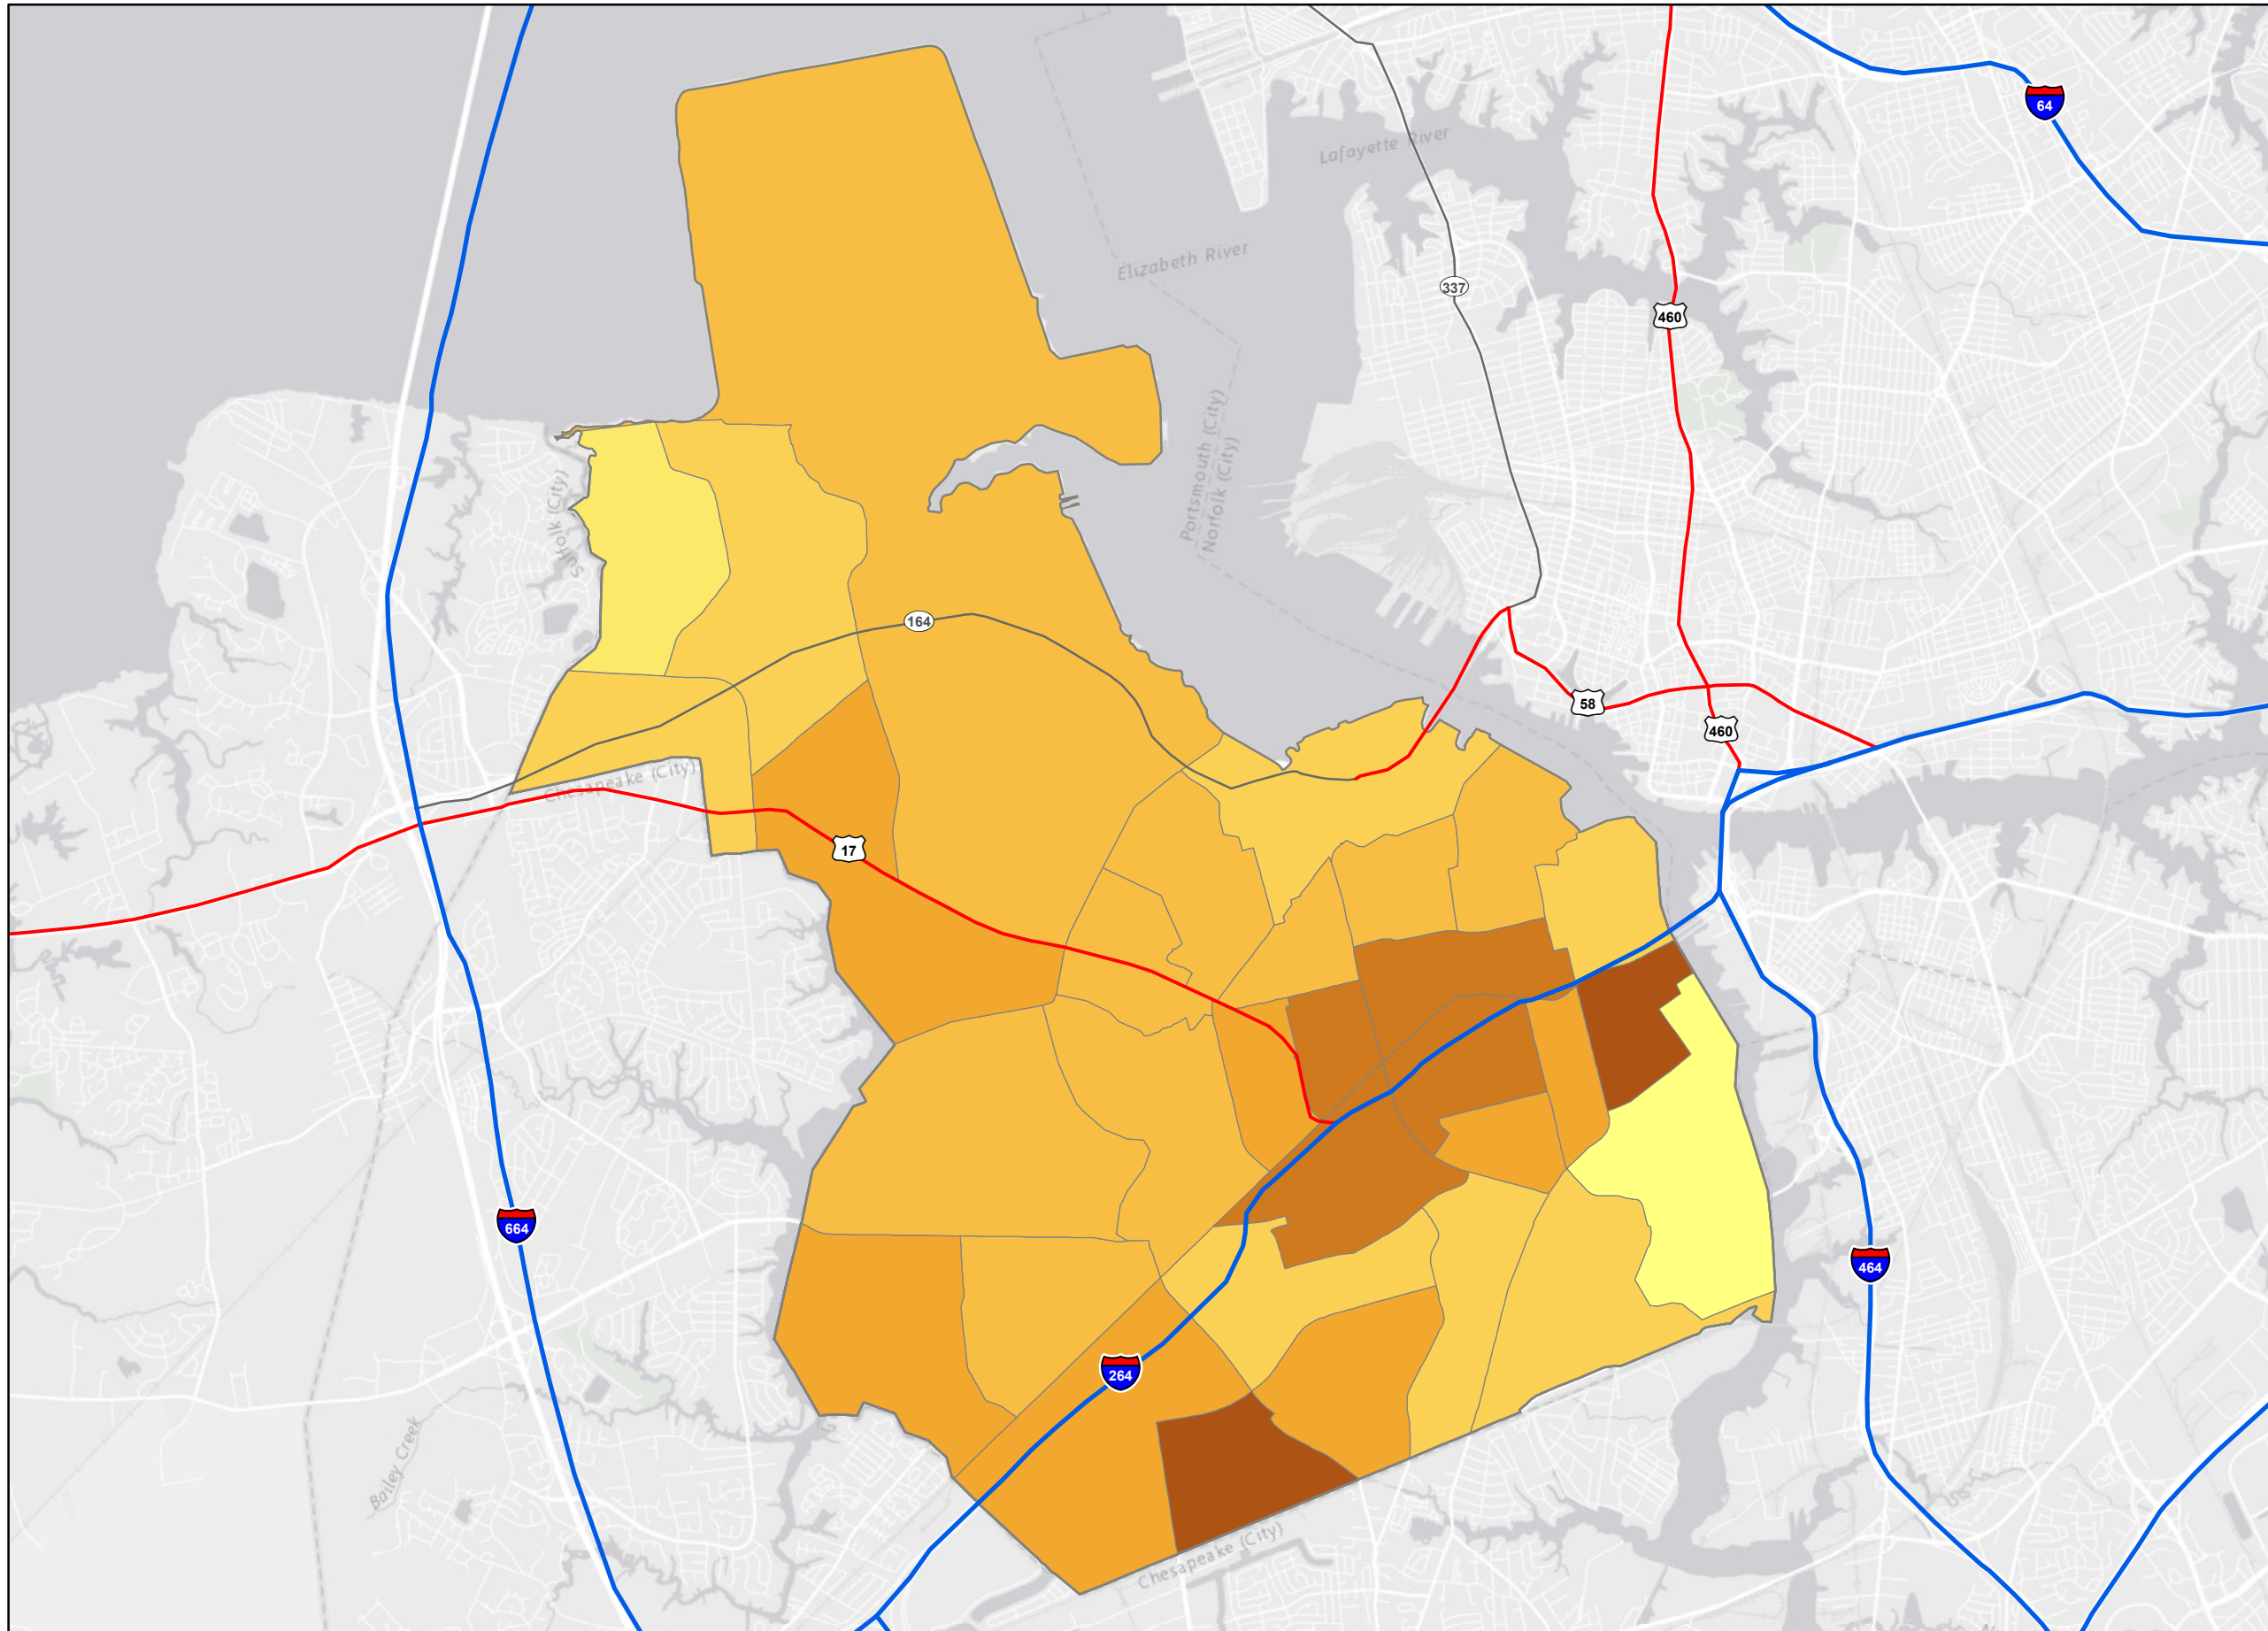 64
Lafayette River
Elizabeth River
337
460
Portsmouth (City)
Norfolk (City)
Suffolk (City)
164
58
460
Chesapeake (City)
17
664
464
264
Bailey Creek
Chesapeake (City)